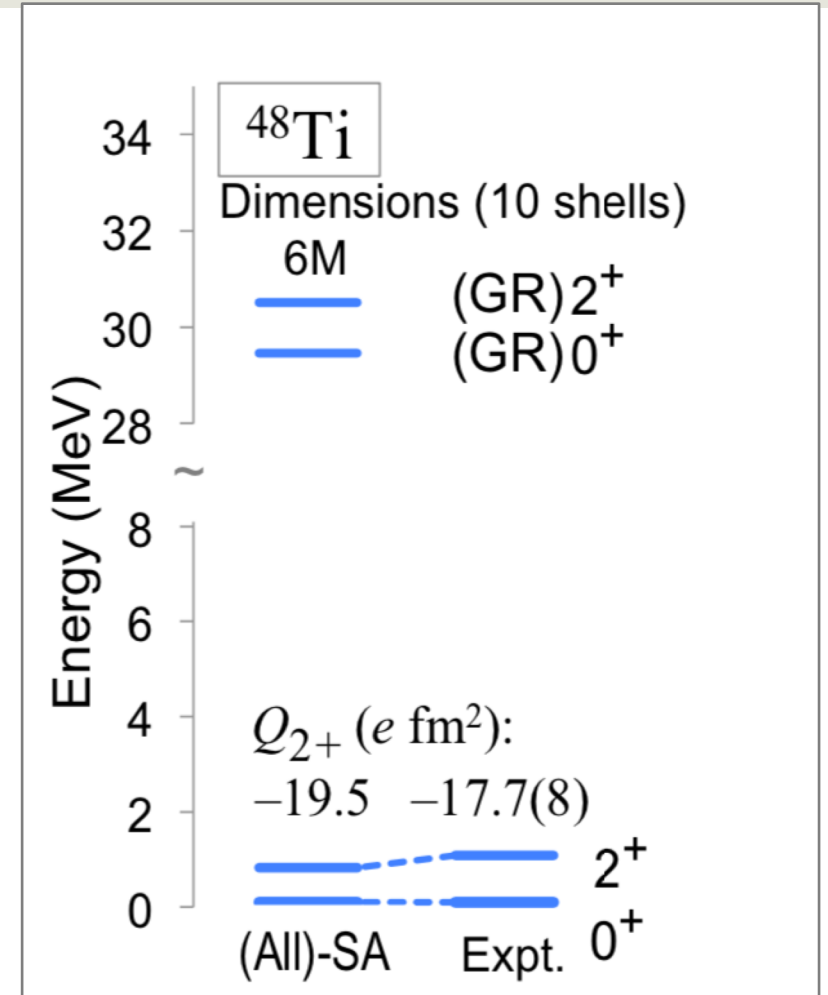 34
⁴⁸Ti
Dimensions (10 shells)
32
6M
(GR) 2⁺
30
(GR) 0⁺
28
~
Energy (MeV)
8
6
4
Q₂₊ (e fm²):
–19.5 –17.7(8)
2
2⁺
0
0⁺
(All)-SA Expt.